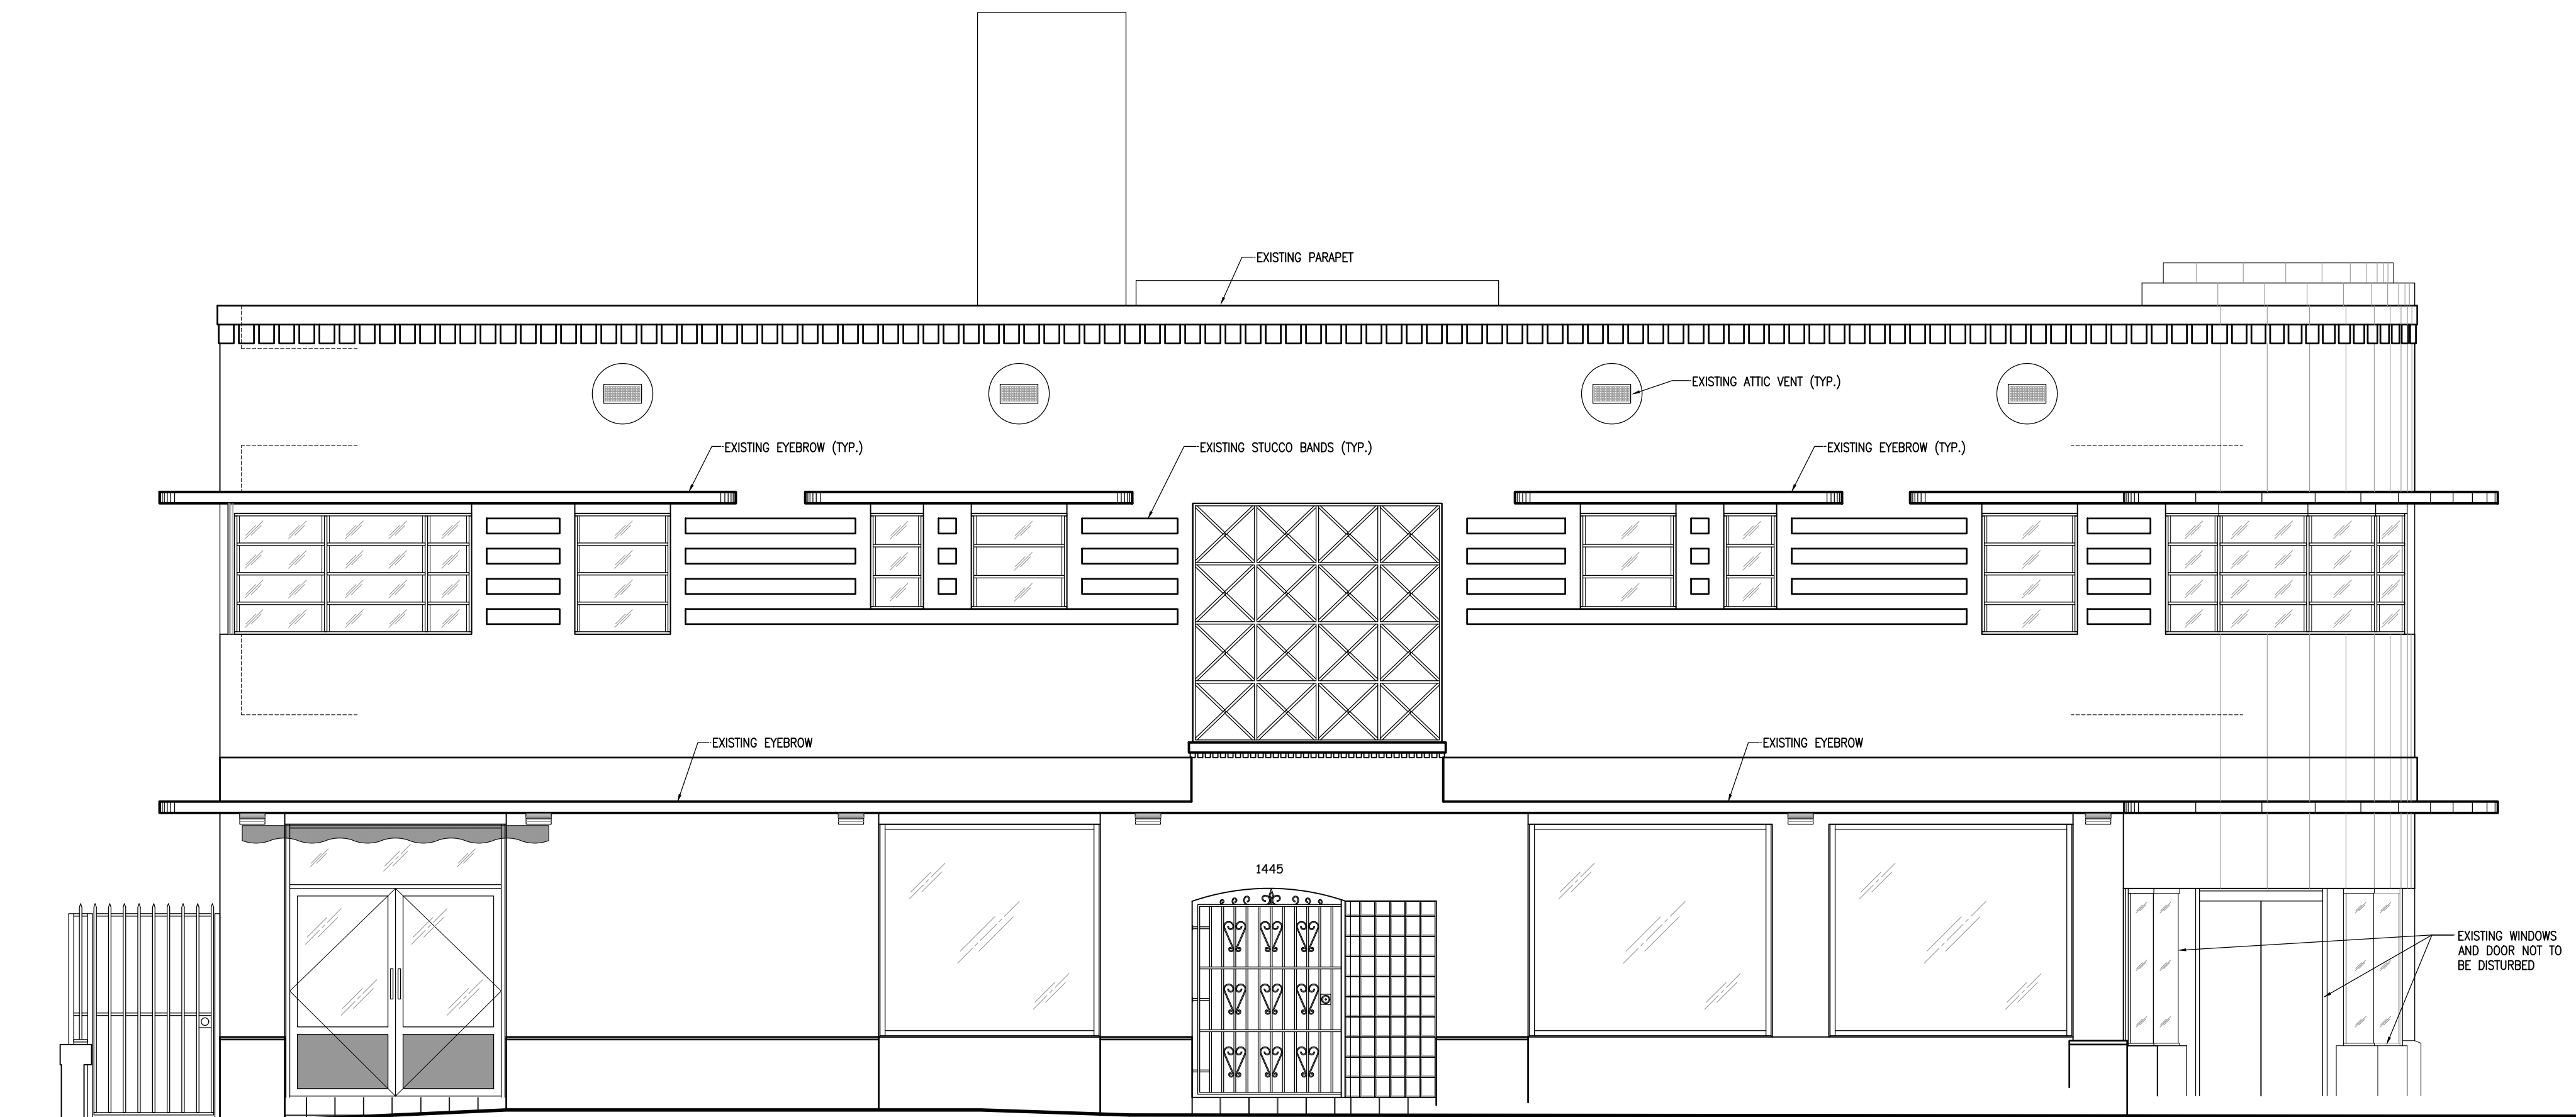 EXISTING PARAPET
EXISTING ATTIC VENT (TYP.)
EXISTING EYEBROW (TYP.)
EXISTING STUCCO BANDS (TYP.)
EXISTING EYEBROW (TYP.)
EXISTING EYEBROW
EXISTING EYEBROW
1445
EXISTING WINDOWS
AND DOOR NOT TO
BE DISTURBED